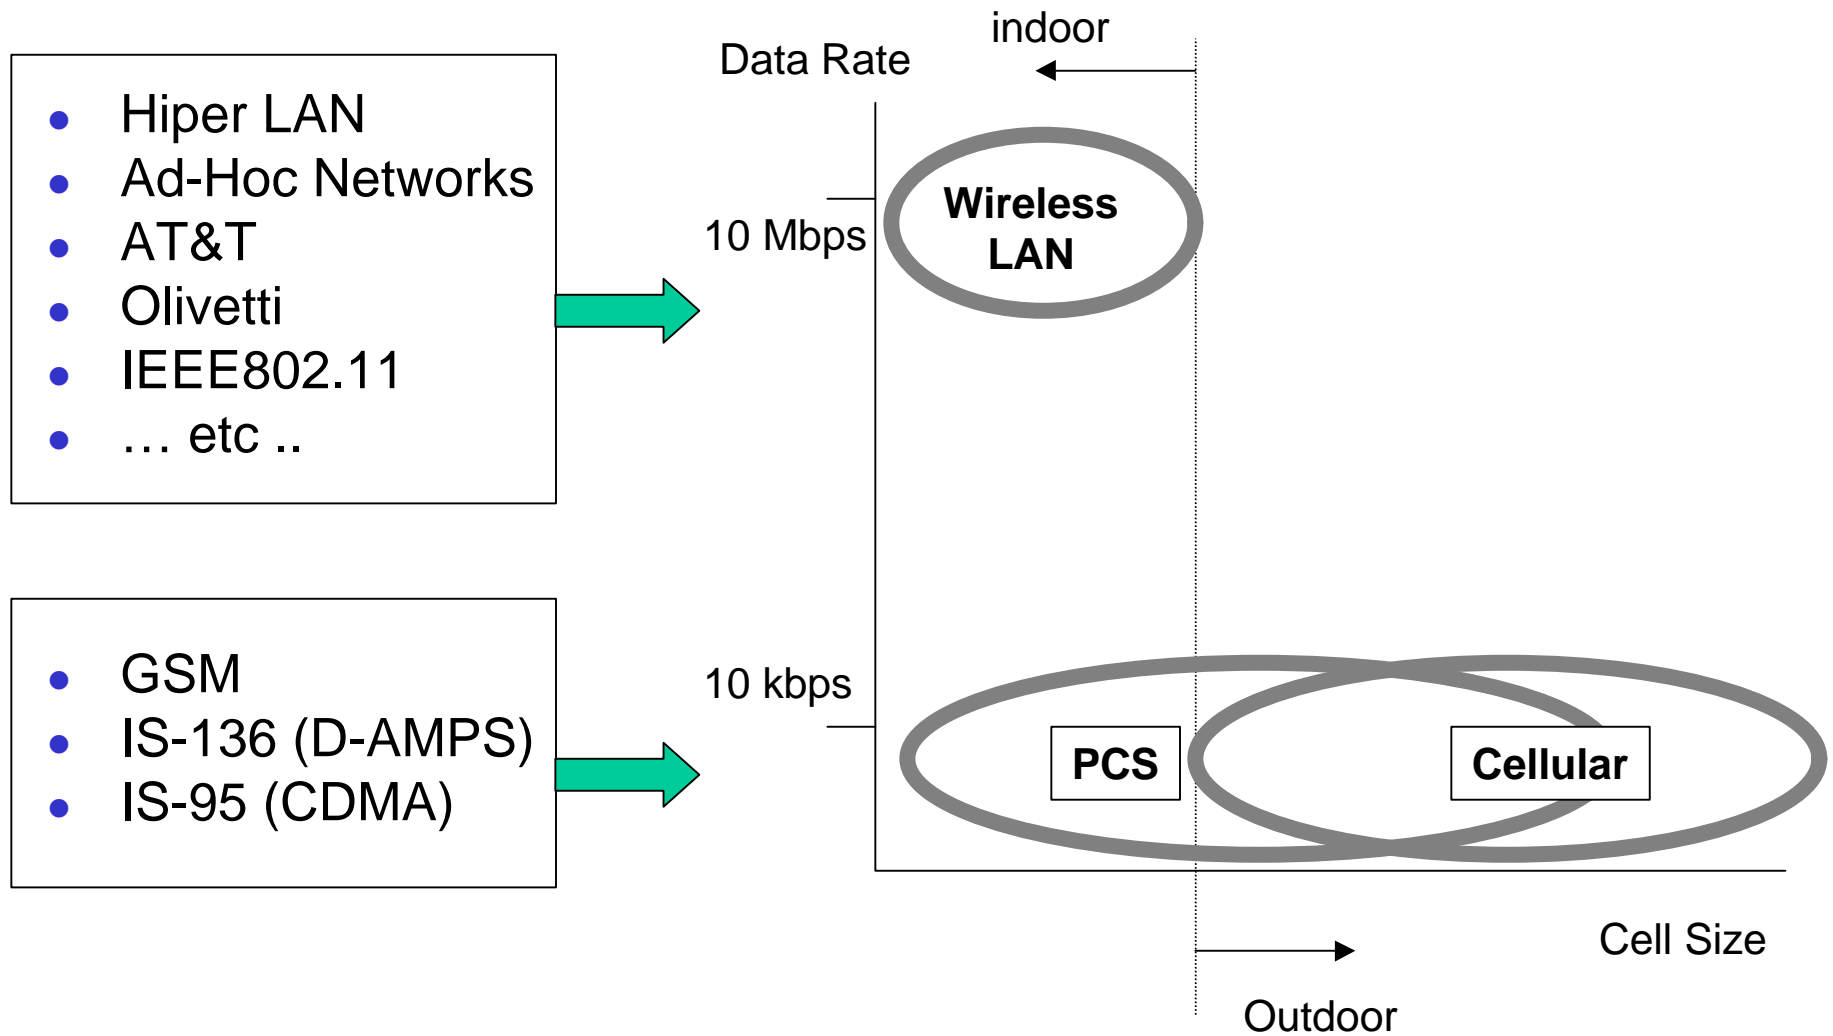 Hiper LAN
Ad-Hoc Networks
AT&T
Olivetti
IEEE802.11
… etc ..
GSM
IS-136 (D-AMPS)
IS-95 (CDMA)
indoor
Data Rate
10 Mbps
Wireless
LAN
10 kbps
PCS
Cellular
Cell Size
Outdoor